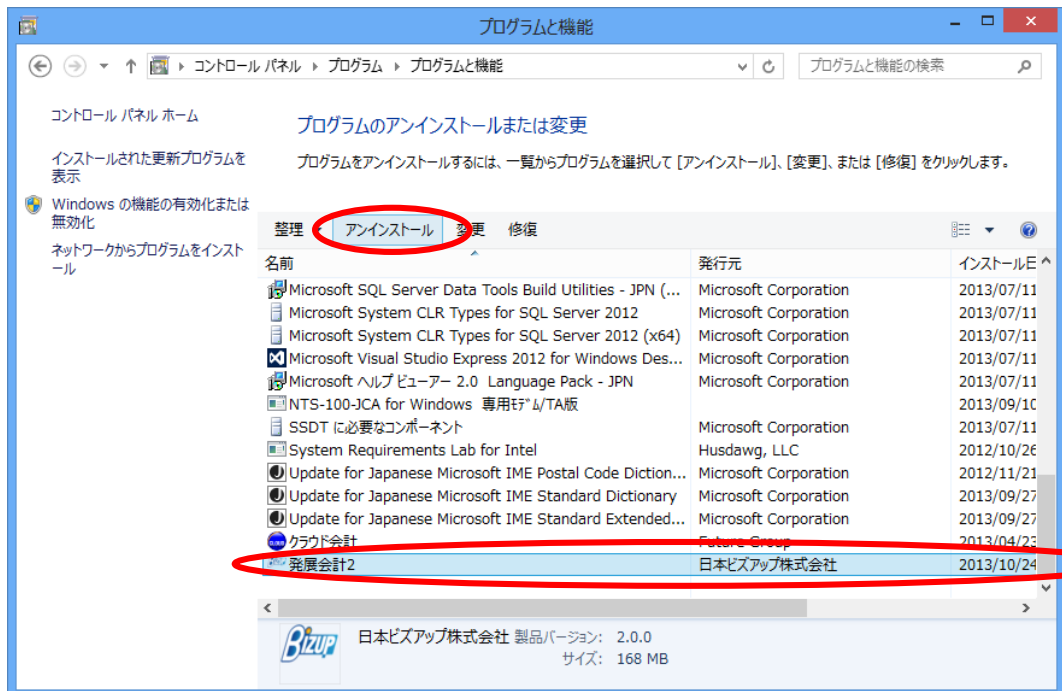 プログラムと機能
コントロール パネル ▸ プログラム ▸ プログラムと機能
プログラムと機能の検索
コントロール パネル ホーム
インストールされた更新プログラムを
表示
Windows の機能の有効化または
無効化
ネットワークからプログラムをインスト
ール
プログラムのアンインストールまたは変更
プログラムをアンインストールするには、一覧からプログラムを選択して [アンインストール]、[変更]、または [修復] をクリックします。
整理 アンインストール 変更 修復
名前 発行元 インストール日
Microsoft SQL Server Data Tools Build Utilities - JPN (... Microsoft Corporation 2013/07/11
Microsoft System CLR Types for SQL Server 2012 Microsoft Corporation 2013/07/11
Microsoft System CLR Types for SQL Server 2012 (x64) Microsoft Corporation 2013/07/11
Microsoft Visual Studio Express 2012 for Windows Des... Microsoft Corporation 2013/07/11
Microsoft ヘルプ ビューアー 2.0 Language Pack - JPN Microsoft Corporation 2013/07/11
NTS-100-JCA for Windows 専用ﾓﾃﾞﾑ/TA版 2013/09/10
SSDT に必要なコンポーネント Microsoft Corporation 2013/07/11
System Requirements Lab for Intel Husdawg, LLC 2012/10/26
Update for Japanese Microsoft IME Postal Code Diction... Microsoft Corporation 2012/11/21
Update for Japanese Microsoft IME Standard Dictionary Microsoft Corporation 2013/09/27
Update for Japanese Microsoft IME Standard Extended... Microsoft Corporation 2013/09/27
クラウド会計 Future Group 2013/04/23
発展会計2 日本ビズアップ株式会社 2013/10/24
BizUP 日本ビズアップ株式会社 製品バージョン: 2.0.0
サイズ: 168 MB